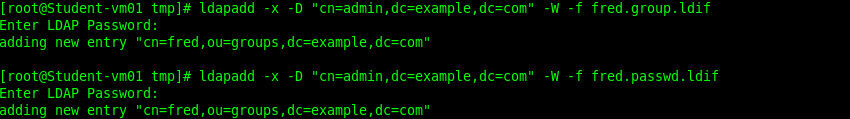 [root@Student-vm01 tmp]# ldapadd -x -D "cn=admin,dc=example,dc=com" -W -f fred.group.ldif
Enter LDAP Password:
adding new entry "cn=fred,ou=groups,dc=example,dc=com"
[root@Student-vm01 tmp]# ldapadd -x -D "cn=admin,dc=example,dc=com" -W -f fred.passwd.ldif
Enter LDAP Password:
adding new entry "cn=fred,ou=groups,dc=example,dc=com"